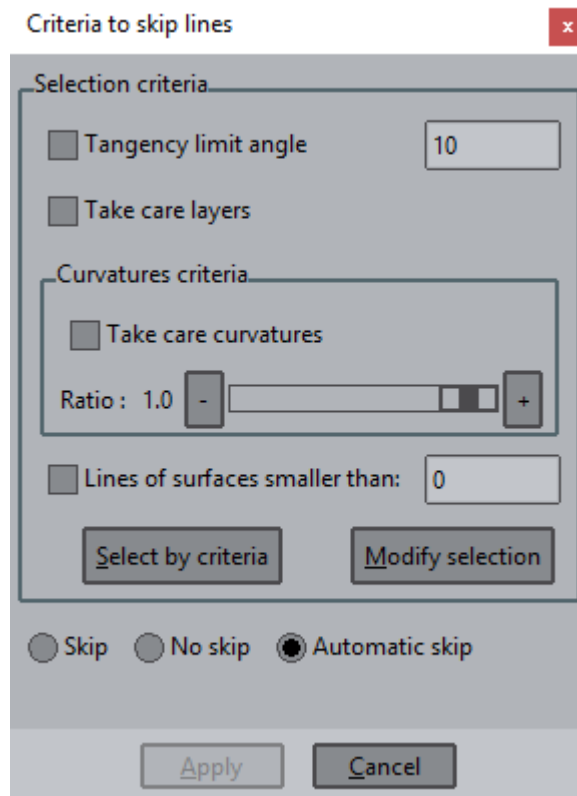 Criteria to skip lines
x
Selection criteria
Tangency limit angle 10
Take care layers
Curvatures criteria
Take care curvatures
Ratio : 1.0 - +
Lines of surfaces smaller than: 0
Select by criteria Modify selection
Skip No skip Automatic skip
Apply Cancel